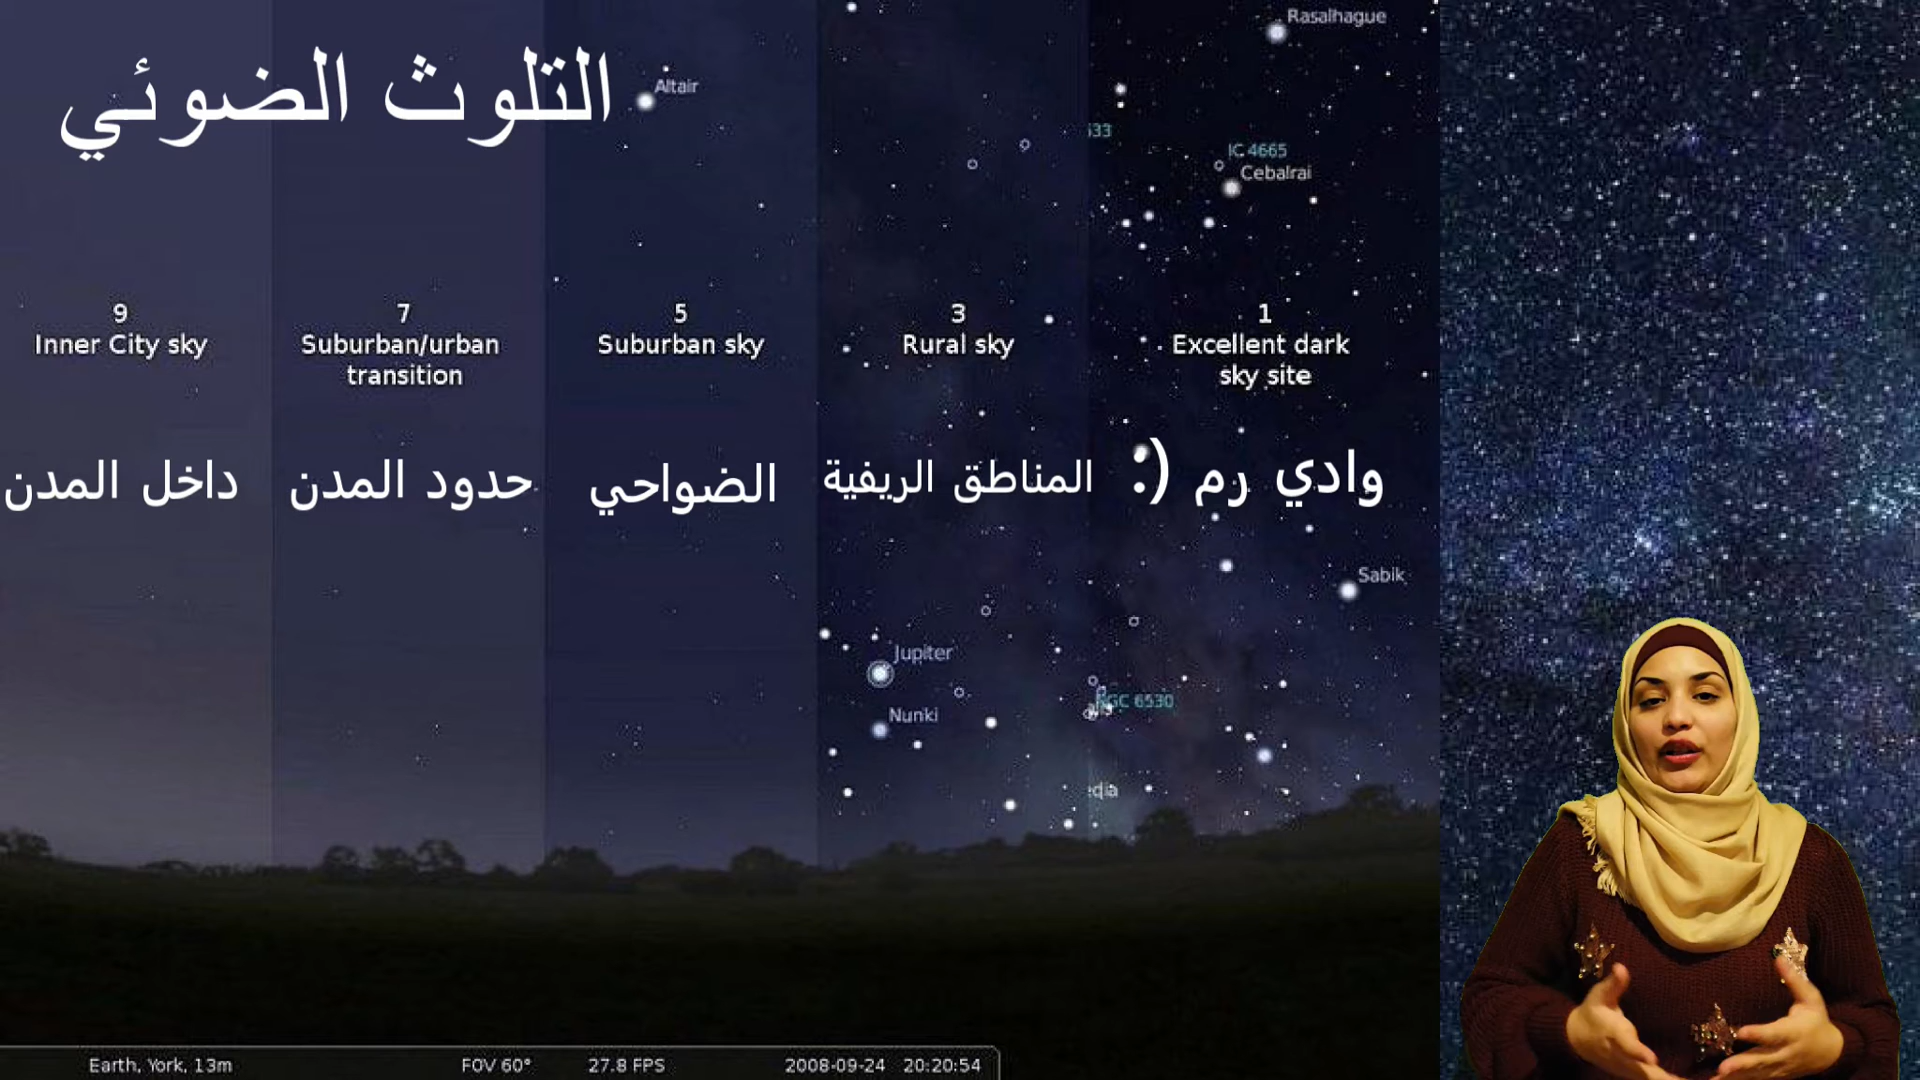 التلوث الضوئي
Rasalhague
Altair
IC 4665
Cebalrai
9
Inner City sky
7
Suburban/urban
transition
5
Suburban sky
3
Rural sky
1
Excellent dark
sky site
داخل المدن
حدود المدن
الضواحي
المناطق الريفية
وادي رم :)
Sabik
Jupiter
NGC 6530
Nunki
Earth, York, 13m
FOV 60°
27.8 FPS
2008-09-24 20:20:54